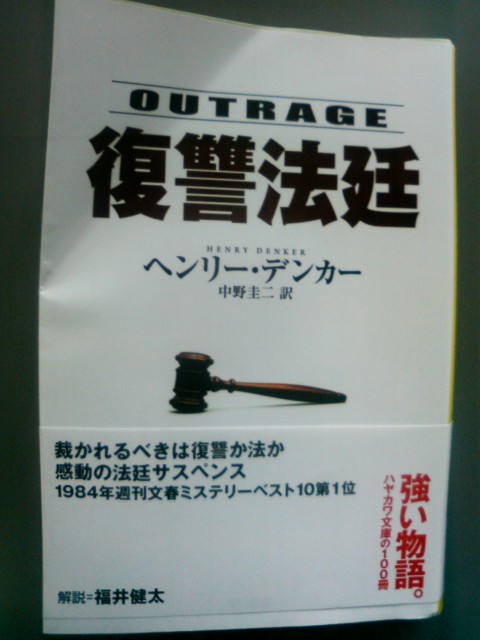 OUTRAGE
復讐法廷
HENRY DENKER
ヘンリー・デンカー
中野圭二 訳
裁かれるべきは復讐か法か
感動の法廷サスペンス
1984年週刊文春ミステリーベスト10第1位
強い物語。
ハヤカワ文庫の100冊
解説=福井健太